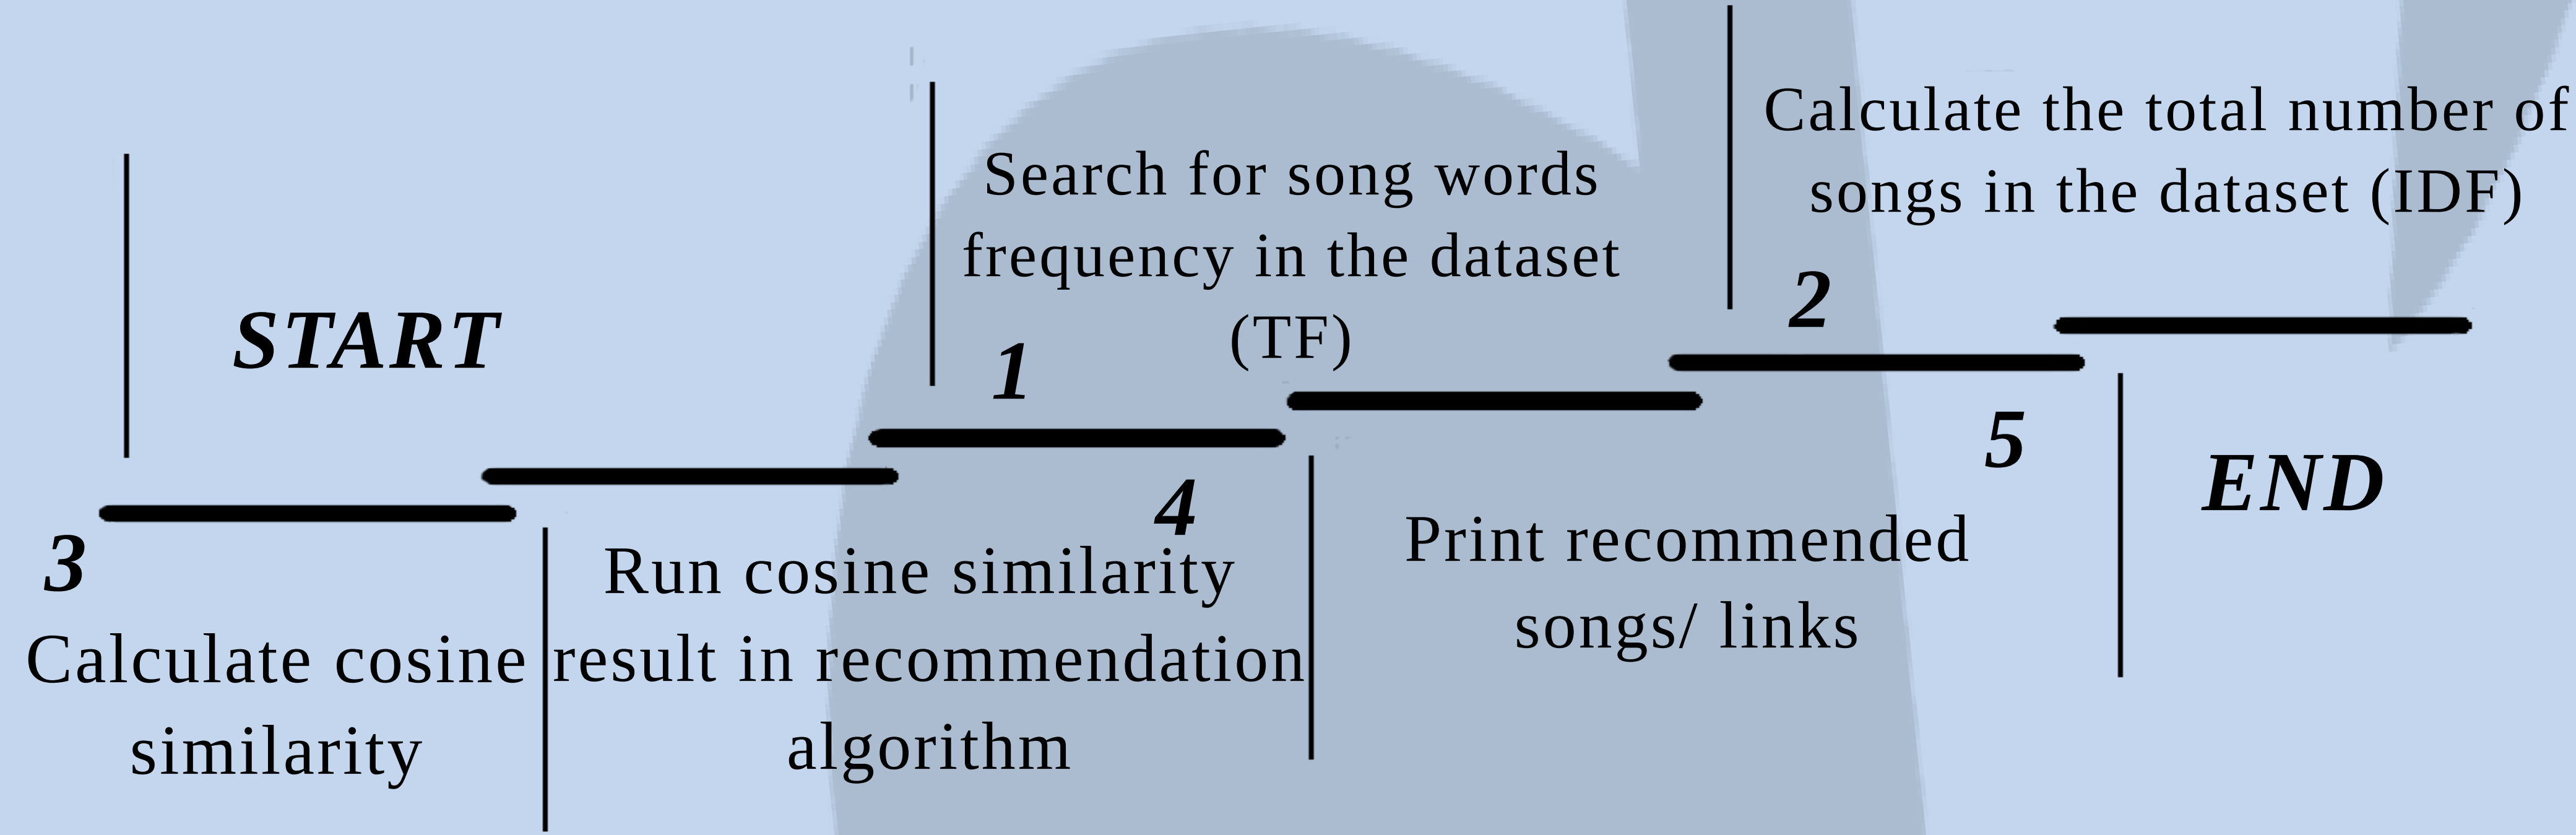 START
1
Search for song words
frequency in the dataset
(TF)
2
Calculate the total number of
songs in the dataset (IDF)
3
Calculate cosine
similarity
4
Run cosine similarity
result in recommendation
algorithm
5
Print recommended
songs/ links
END